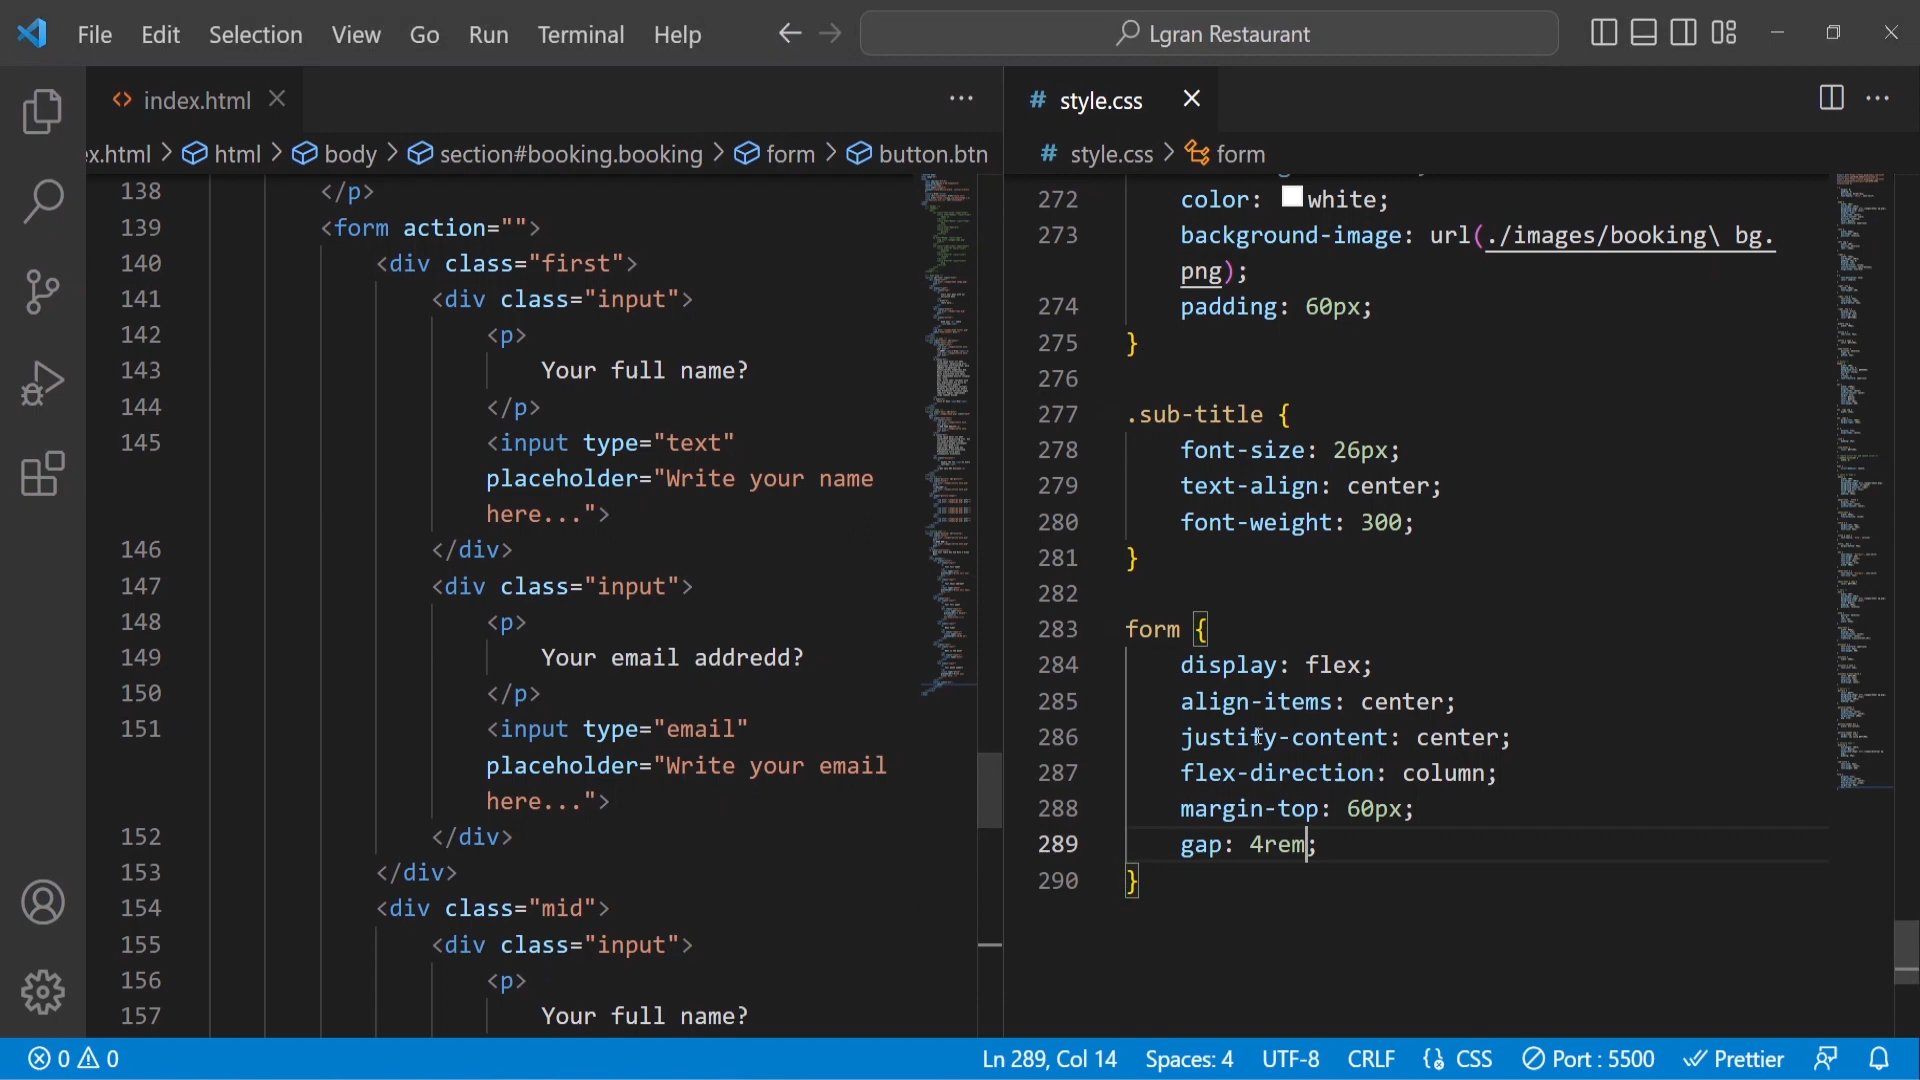 File Edit Selection View Go Run Terminal Help Lgran Restaurant
index.html
x.html > html > body > section#booking.booking > form > button.btn
138 </p>
139 <form action="">
140 <div class="first">
141 <div class="input">
142 <p>
143 Your full name?
144 </p>
145 <input type="text"
placeholder="Write your name
here...">
146 </div>
147 <div class="input">
148 <p>
149 Your email addredd?
150 </p>
151 <input type="email"
placeholder="Write your email
here...">
152 </div>
153 </div>
154 <div class="mid">
155 <div class="input">
156 <p>
157 Your full name?
# style.css
# style.css > form
272 color: white;
273 background-image: url(./images/booking\ bg.
png);
274 padding: 60px;
275 }
276
277 .sub-title {
278 font-size: 26px;
279 text-align: center;
280 font-weight: 300;
281 }
282
283 form {
284 display: flex;
285 align-items: center;
286 justify-content: center;
287 flex-direction: column;
288 margin-top: 60px;
289 gap: 4rem;
290 }
0 0 Ln 289, Col 14 Spaces: 4 UTF-8 CRLF CSS Port : 5500 Prettier